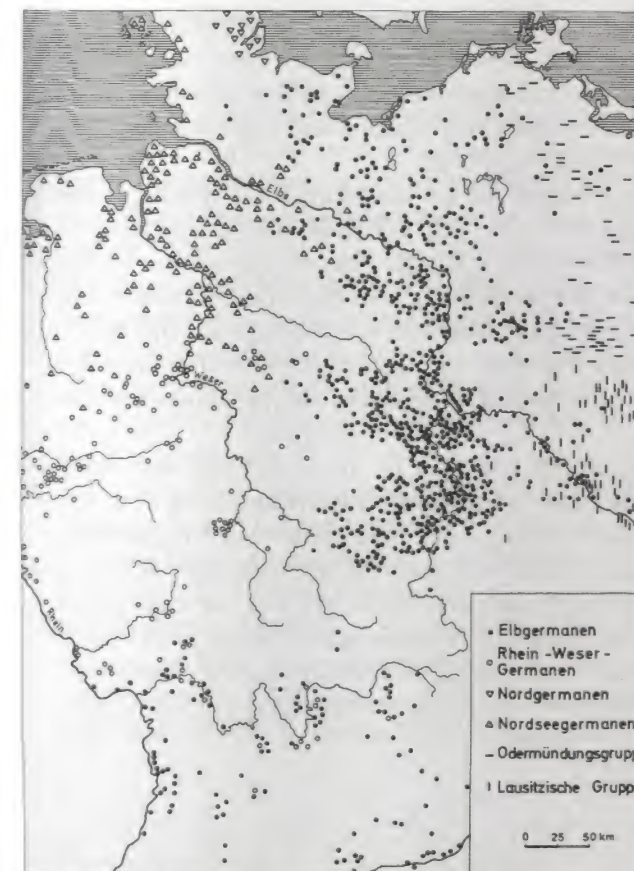 Elbe
Weser
Rhein
Elbgermanen
Rhein-Weser-
Germanen
Nordgermanen
Nordseegermanen
Odermündungsgrupp
Lausitzische Grupp
0 25 50 km